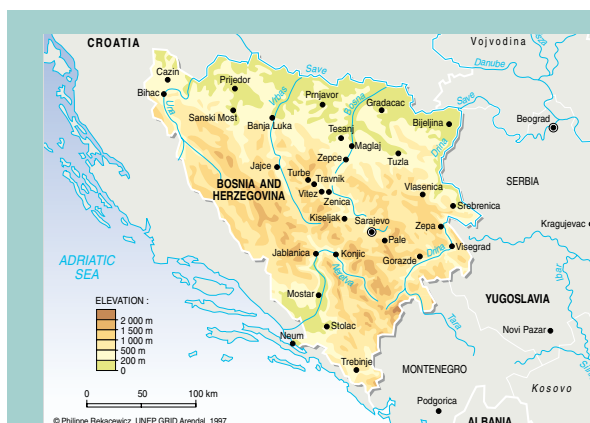 CROATIA
Vojvodina
Tisza
Danube
Cazin
Bihac
Una
Prijedor
Sanski Most
Vrbas
Banja Luka
Save
Prnjavor
Bosna
Gradacac
Tesanj
Maglaj
Zepce
Tuzla
Bijeljina
Save
Drina
Beograd
SERBIA
Jajce
Turbe
Travnik
Vitez
Zenica
BOSNIA AND
HERZEGOVINA
Kiseljak
Sarajevo
Vlasenica
Srebrenica
Zepa
Pale
Visegrad
Gorazde
Drina
Kragujevac
Jablanica
Konjic
Neretva
ADRIATIC
SEA
Mostar
Stolac
Neum
Trebinje
Tara
Ibar
YUGOSLAVIA
Novi Pazar
MONTENEGRO
Kosovo
Podgorica
ALBANIA
ELEVATION :
2 000 m
1 500 m
1 000 m
500 m
200 m
0
0 50 100 km
© Philippe Rekacewicz, UNEP GRID Arendal, 1997